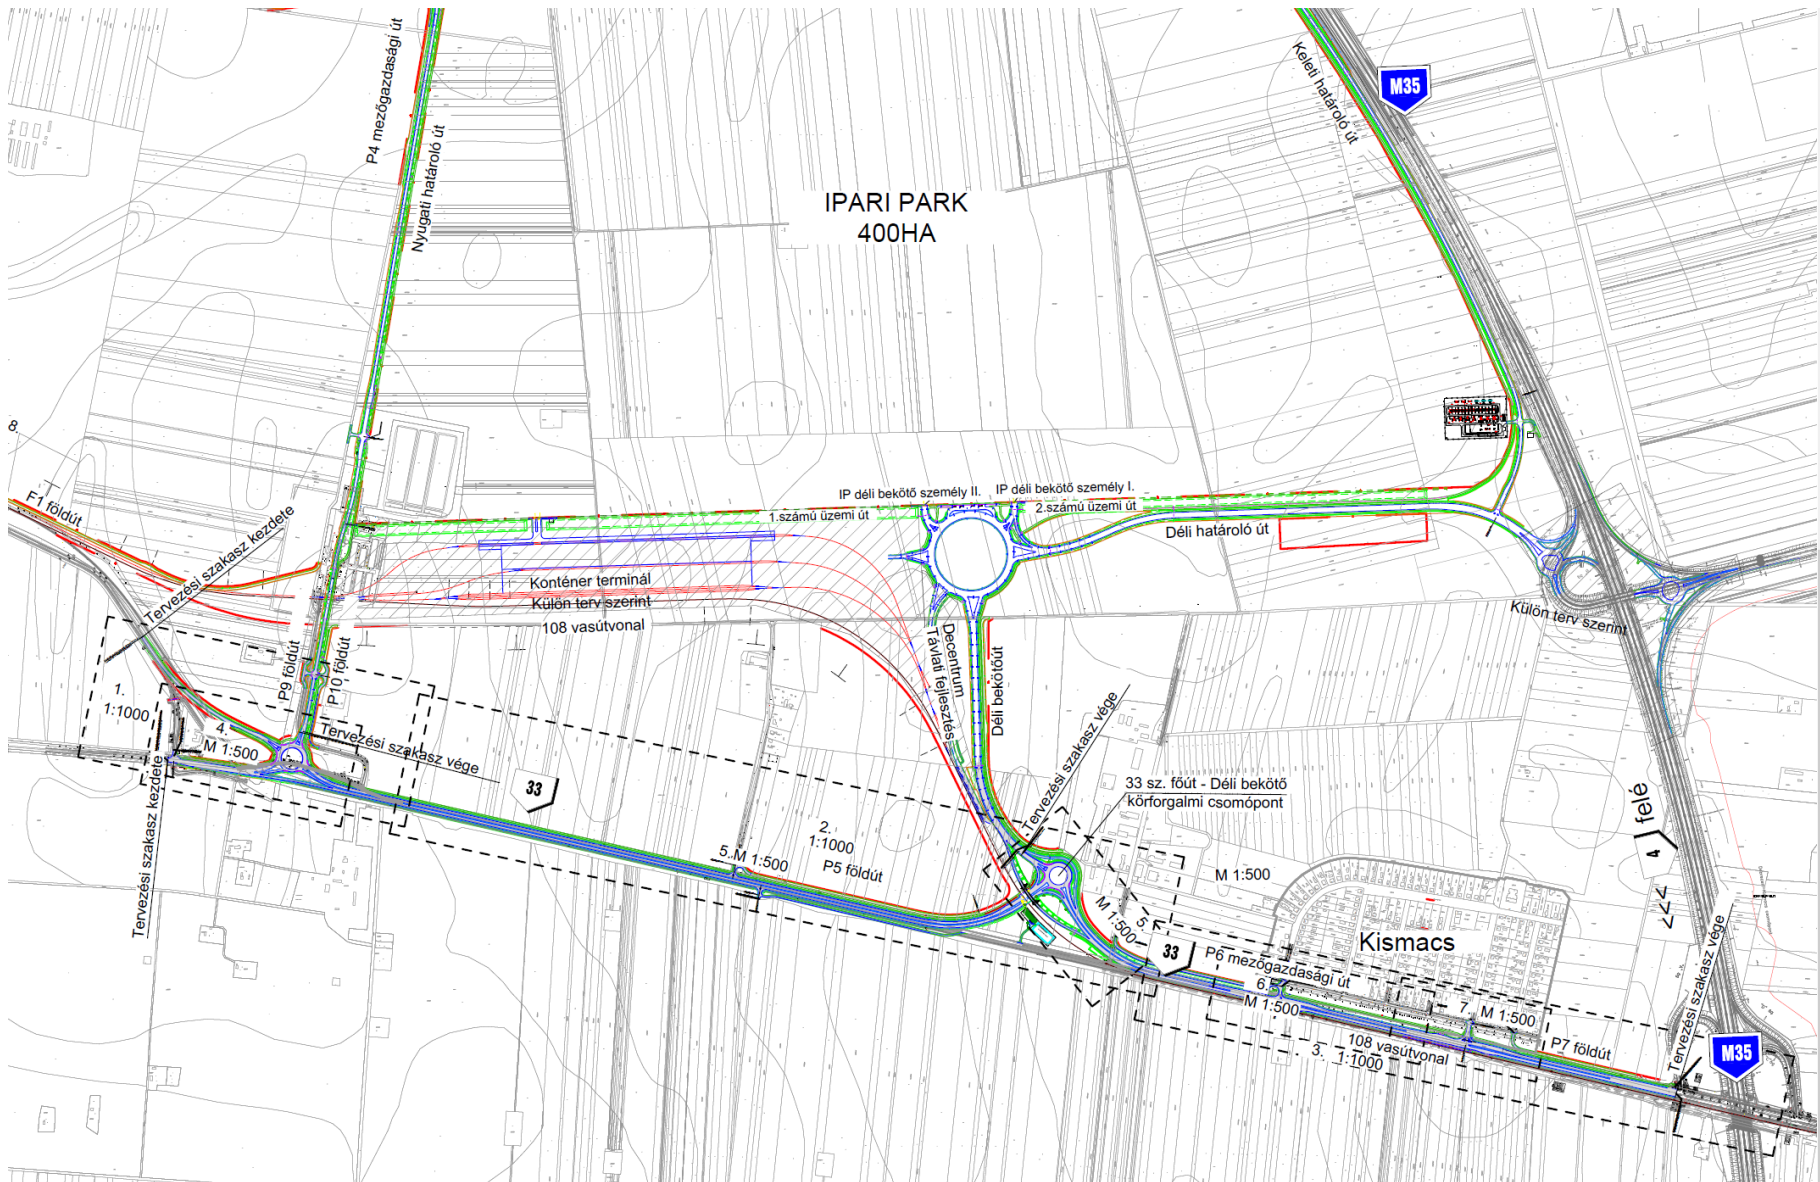 P4 mezőgazdasági út
Nyugati határoló út
Keleti határoló út
M35
IPARI PARK
400HA
8.
F1 földút
Tervezési szakasz kezdete
IP déli bekötő személy II.
IP déli bekötő személy I.
1.számú üzemi út
2.számú üzemi út
Déli határoló út
Konténer terminál
Külön terv szerint
108 vasútvonal
Külön terv szerint
Decentrum
Távlati fejlesztés
Déli bekötőút
P9 földút
P10 földút
1.
1:1000
4.
M 1:500
Tervezési szakasz vége
Tervezési szakasz kezdete
33
Tervezési szakasz vége
33 sz. főút - Déli bekötő
körforgalmi csomópont
2.
1:1000
5. M 1:500
P5 földút
M 1:500
M 1:500
5.
33
4 felé
Kismacs
P6 mezőgazdasági út
6.
M 1:500
7.
M 1:500
108 vasútvonal
3. 1:1000
P7 földút
Tervezési szakasz vége
M35